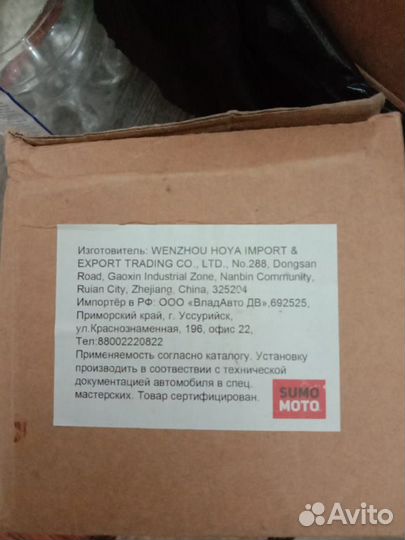 Изготовитель: WENZHOU HOYA IMPORT &
EXPORT TRADING CO., LTD., No.268, Dongsan
Road, Gaoxin Industrial Zone, Nanbin Community,
Ruian City, Zhejiang, China, 325204
Импортёр в РФ: ООО «ВладАвто ДВ»,692525,
Приморский край, г. Уссурийск,
ул.Краснознаменная, 196, офис 22,
Тел:88002220822
Применяемость согласно каталогу. Установку
производить в соотвествии с технической
документацией автомобиля в спец.
мастерских. Товар сертифицирован.
SUMO
MOTO
Avito